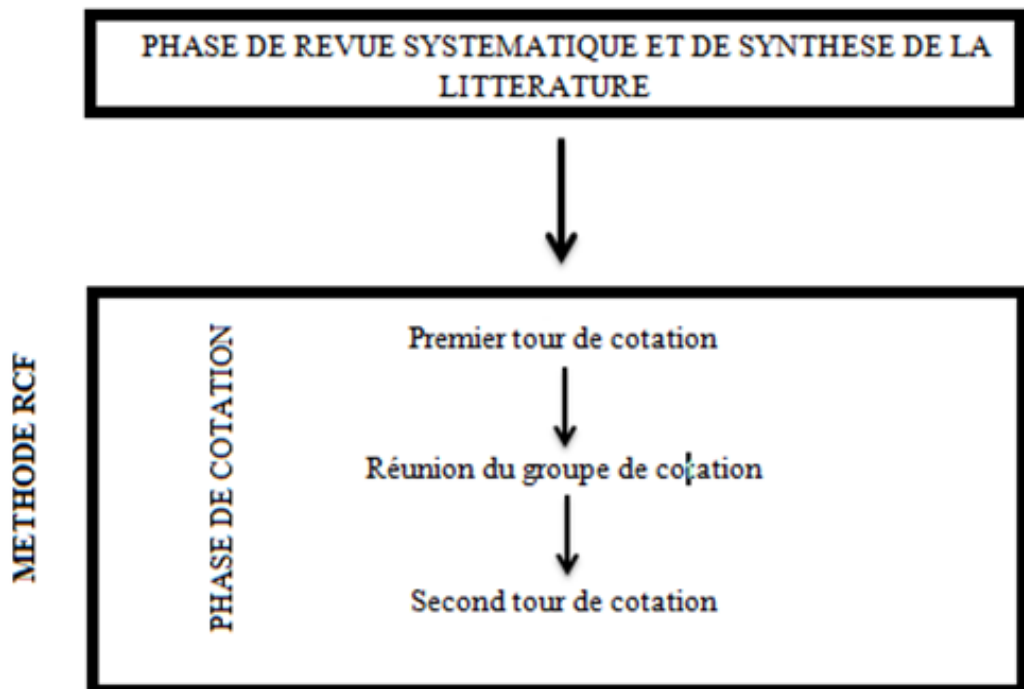 PHASE DE REVUE SYSTEMATIQUE ET DE SYNTHESE DE LA
LITTERATURE
METHODE RCF
PHASE DE COTATION
Premier tour de cotation
Réunion du groupe de cotation
Second tour de cotation